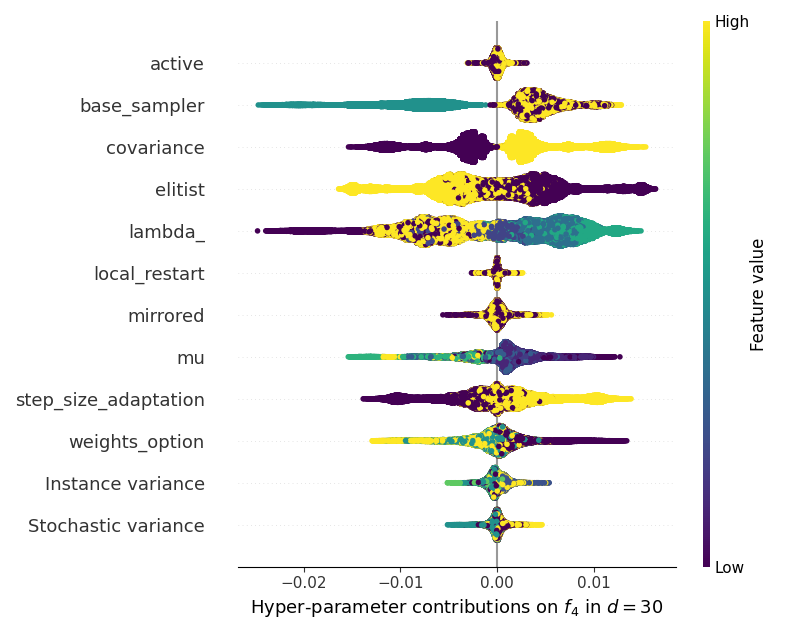 High
active
base_sampler
covariance
elitist
lambda_
local_restart
mirrored
mu
step_size_adaptation
weights_option
Instance variance
Stochastic variance
Feature value
Low
−0.02 −0.01 0.00 0.01
Hyper-parameter contributions on f₄ in d = 30